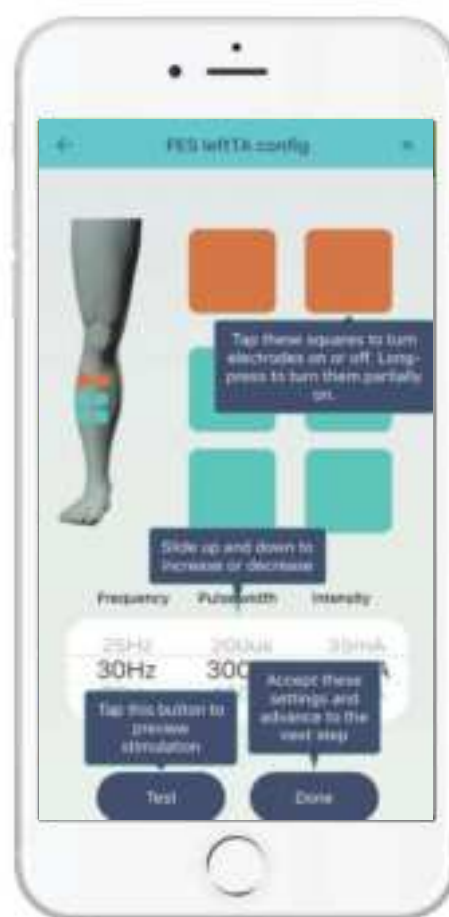 FES leftTA config
Tap these squares to turn
electrodes on or off. Long-
press to turn them partially
on.
Slide up and down to
increase or decrease
Frequency Pulsewidth Intensity
25Hz 200us 35mA
30Hz 300 A
Tap this button to
preview
stimulation
Accept these
settings and
advance to the
next step
Test Done